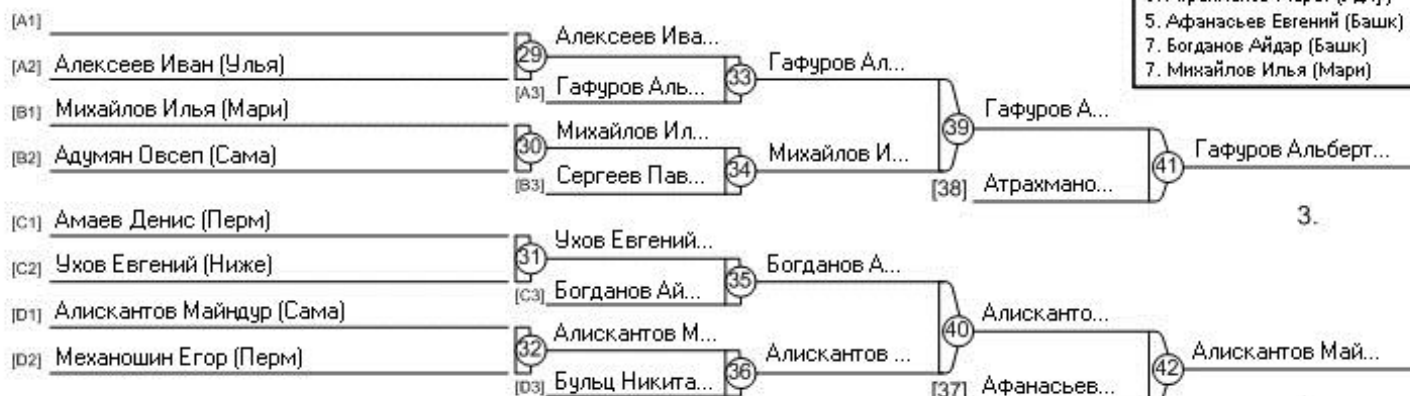 [A1]
[A2] Алексеев Иван (Улья)
[B1] Михайлов Илья (Мари)
[B2] Адумян Овсеп (Сама)
[C1] Амаев Денис (Перм)
[C2] Ухов Евгений (Ниже)
[D1] Алискантов Майндур (Сама)
[D2] Механошин Егор (Перм)
29
Алексеев Ива...
[A3] Гафуров Аль...
30
Михайлов Ил...
[B3] Сергеев Пав...
31
Ухов Евгений...
[C3] Богданов Ай...
32
Алискантов М...
[D3] Бульц Никита...
33
Гафуров Ал...
34
Михайлов И...
35
Богданов А...
36
Алискантов ...
39
Гафуров А...
[38] Атрахмано...
40
Алисканто...
[37] Афанасьев...
41
Гафуров Альберт...
3.
42
Алискантов Май...
5. Афанасьев Евгений (Башк)
7. Богданов Айдар (Башк)
7. Михайлов Илья (Мари)